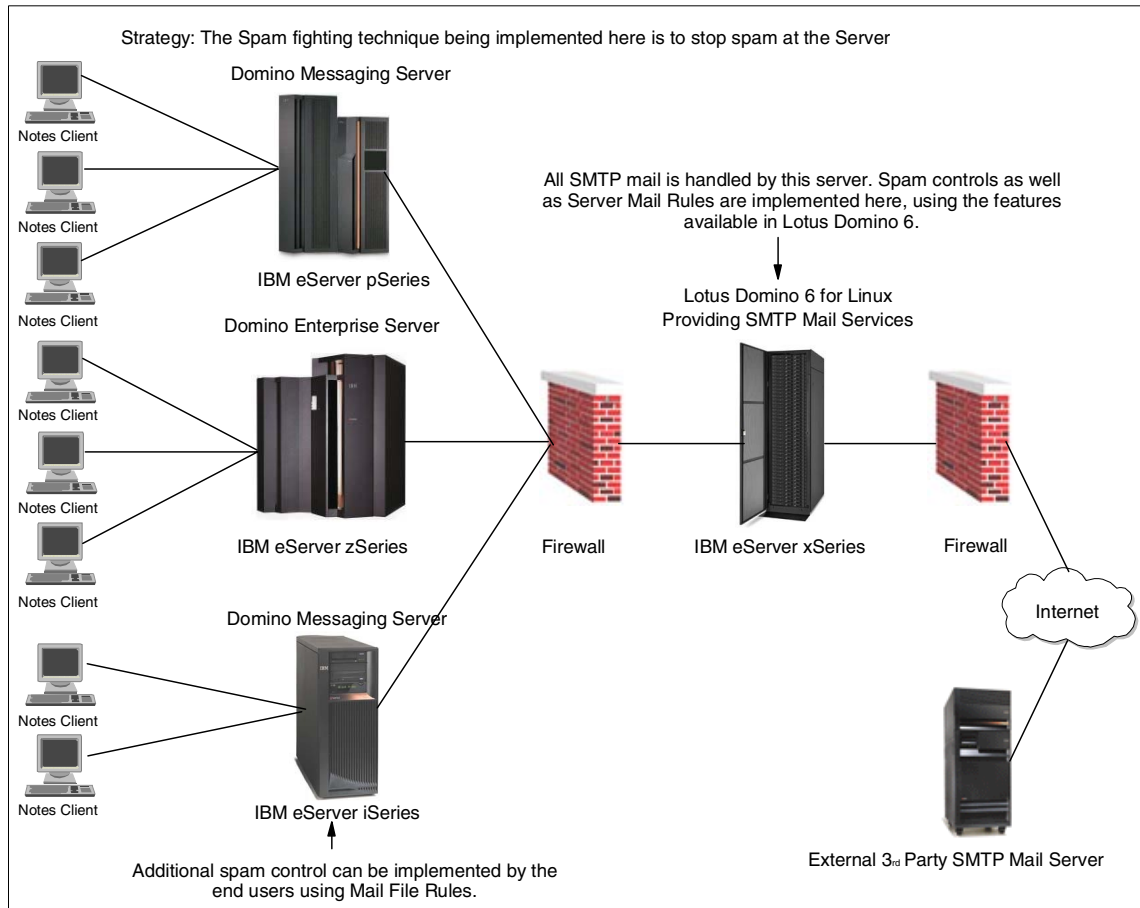 Strategy: The Spam fighting technique being implemented here is to stop spam at the Server
Domino Messaging Server
Notes Client
Notes Client
Notes Client
IBM eServer pSeries
All SMTP mail is handled by this server. Spam controls as well
as Server Mail Rules are implemented here, using the features
available in Lotus Domino 6.
Lotus Domino 6 for Linux
Providing SMTP Mail Services
Domino Enterprise Server
Notes Client
Notes Client
Notes Client
IBM eServer zSeries
Firewall
IBM eServer xSeries
Firewall
Internet
Domino Messaging Server
Notes Client
Notes Client
IBM eServer iSeries
Additional spam control can be implemented by the
end users using Mail File Rules.
External 3rd Party SMTP Mail Server